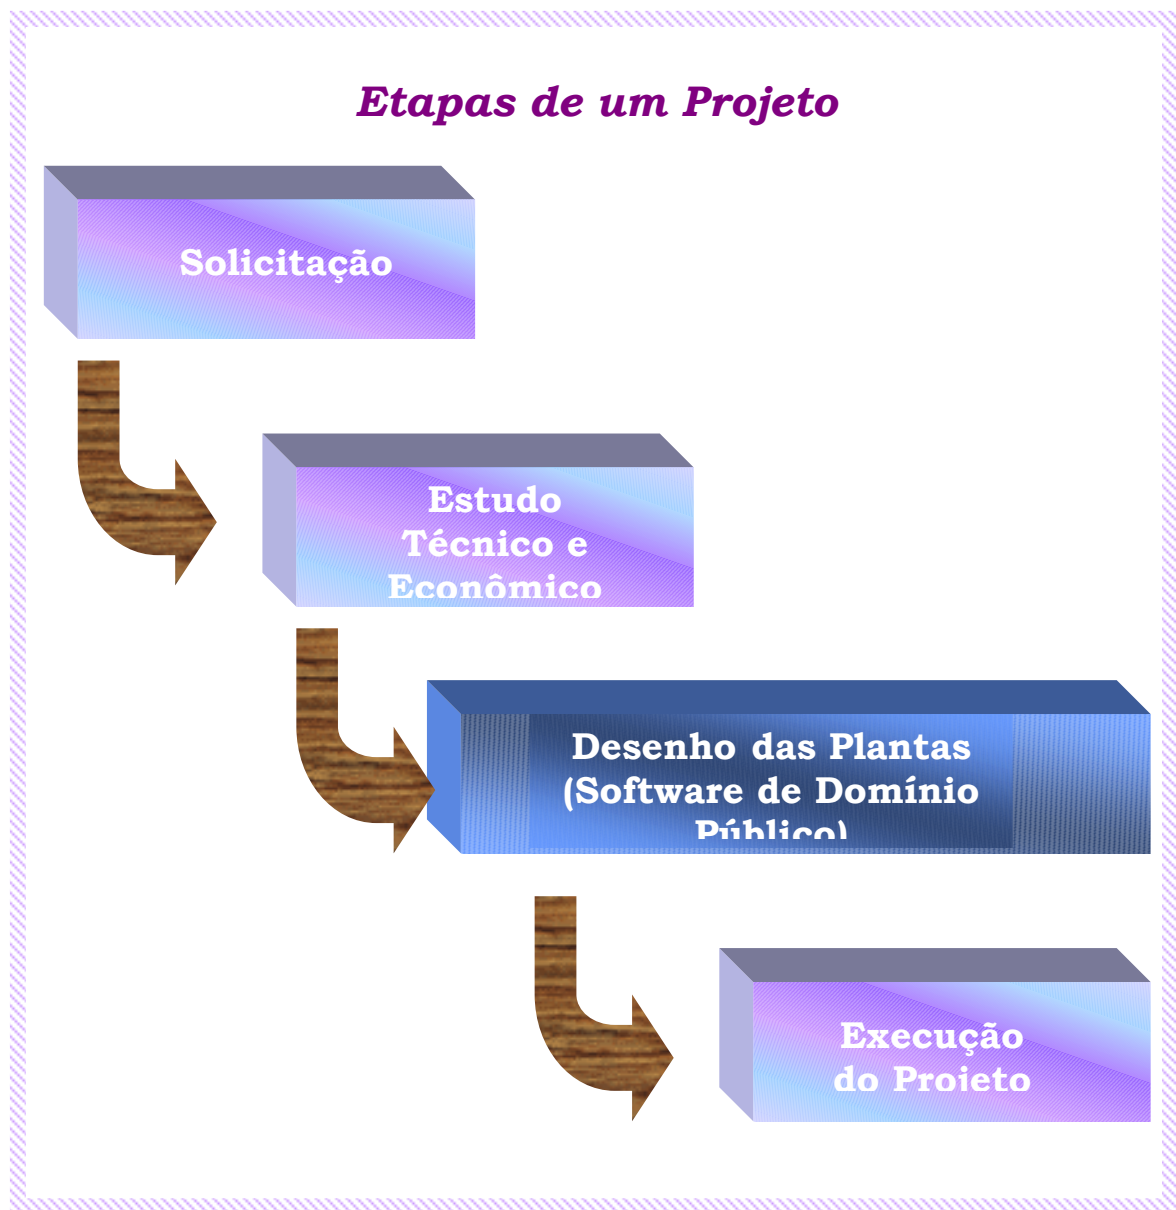 Etapas de um Projeto
Solicitação
Estudo
Técnico e
Econômico
Desenho das Plantas
(Software de Domínio
Público)
Execução
do Projeto